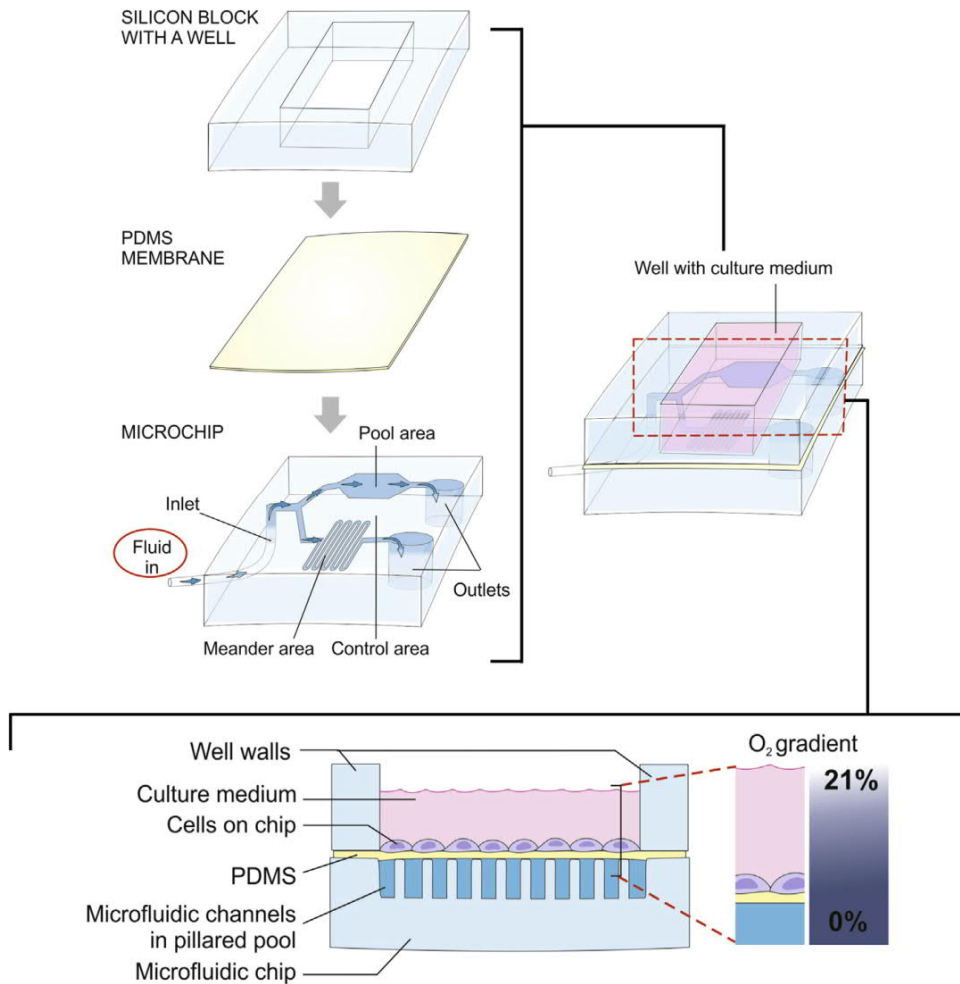 SILICON BLOCK
WITH A WELL
PDMS
MEMBRANE
Well with culture medium
MICROCHIP
Pool area
Inlet
Fluid
in
Outlets
Meander area
Control area
Well walls
Culture medium
Cells on chip
PDMS
Microfluidic channels
in pillared pool
Microfluidic chip
O₂ gradient
21%
0%